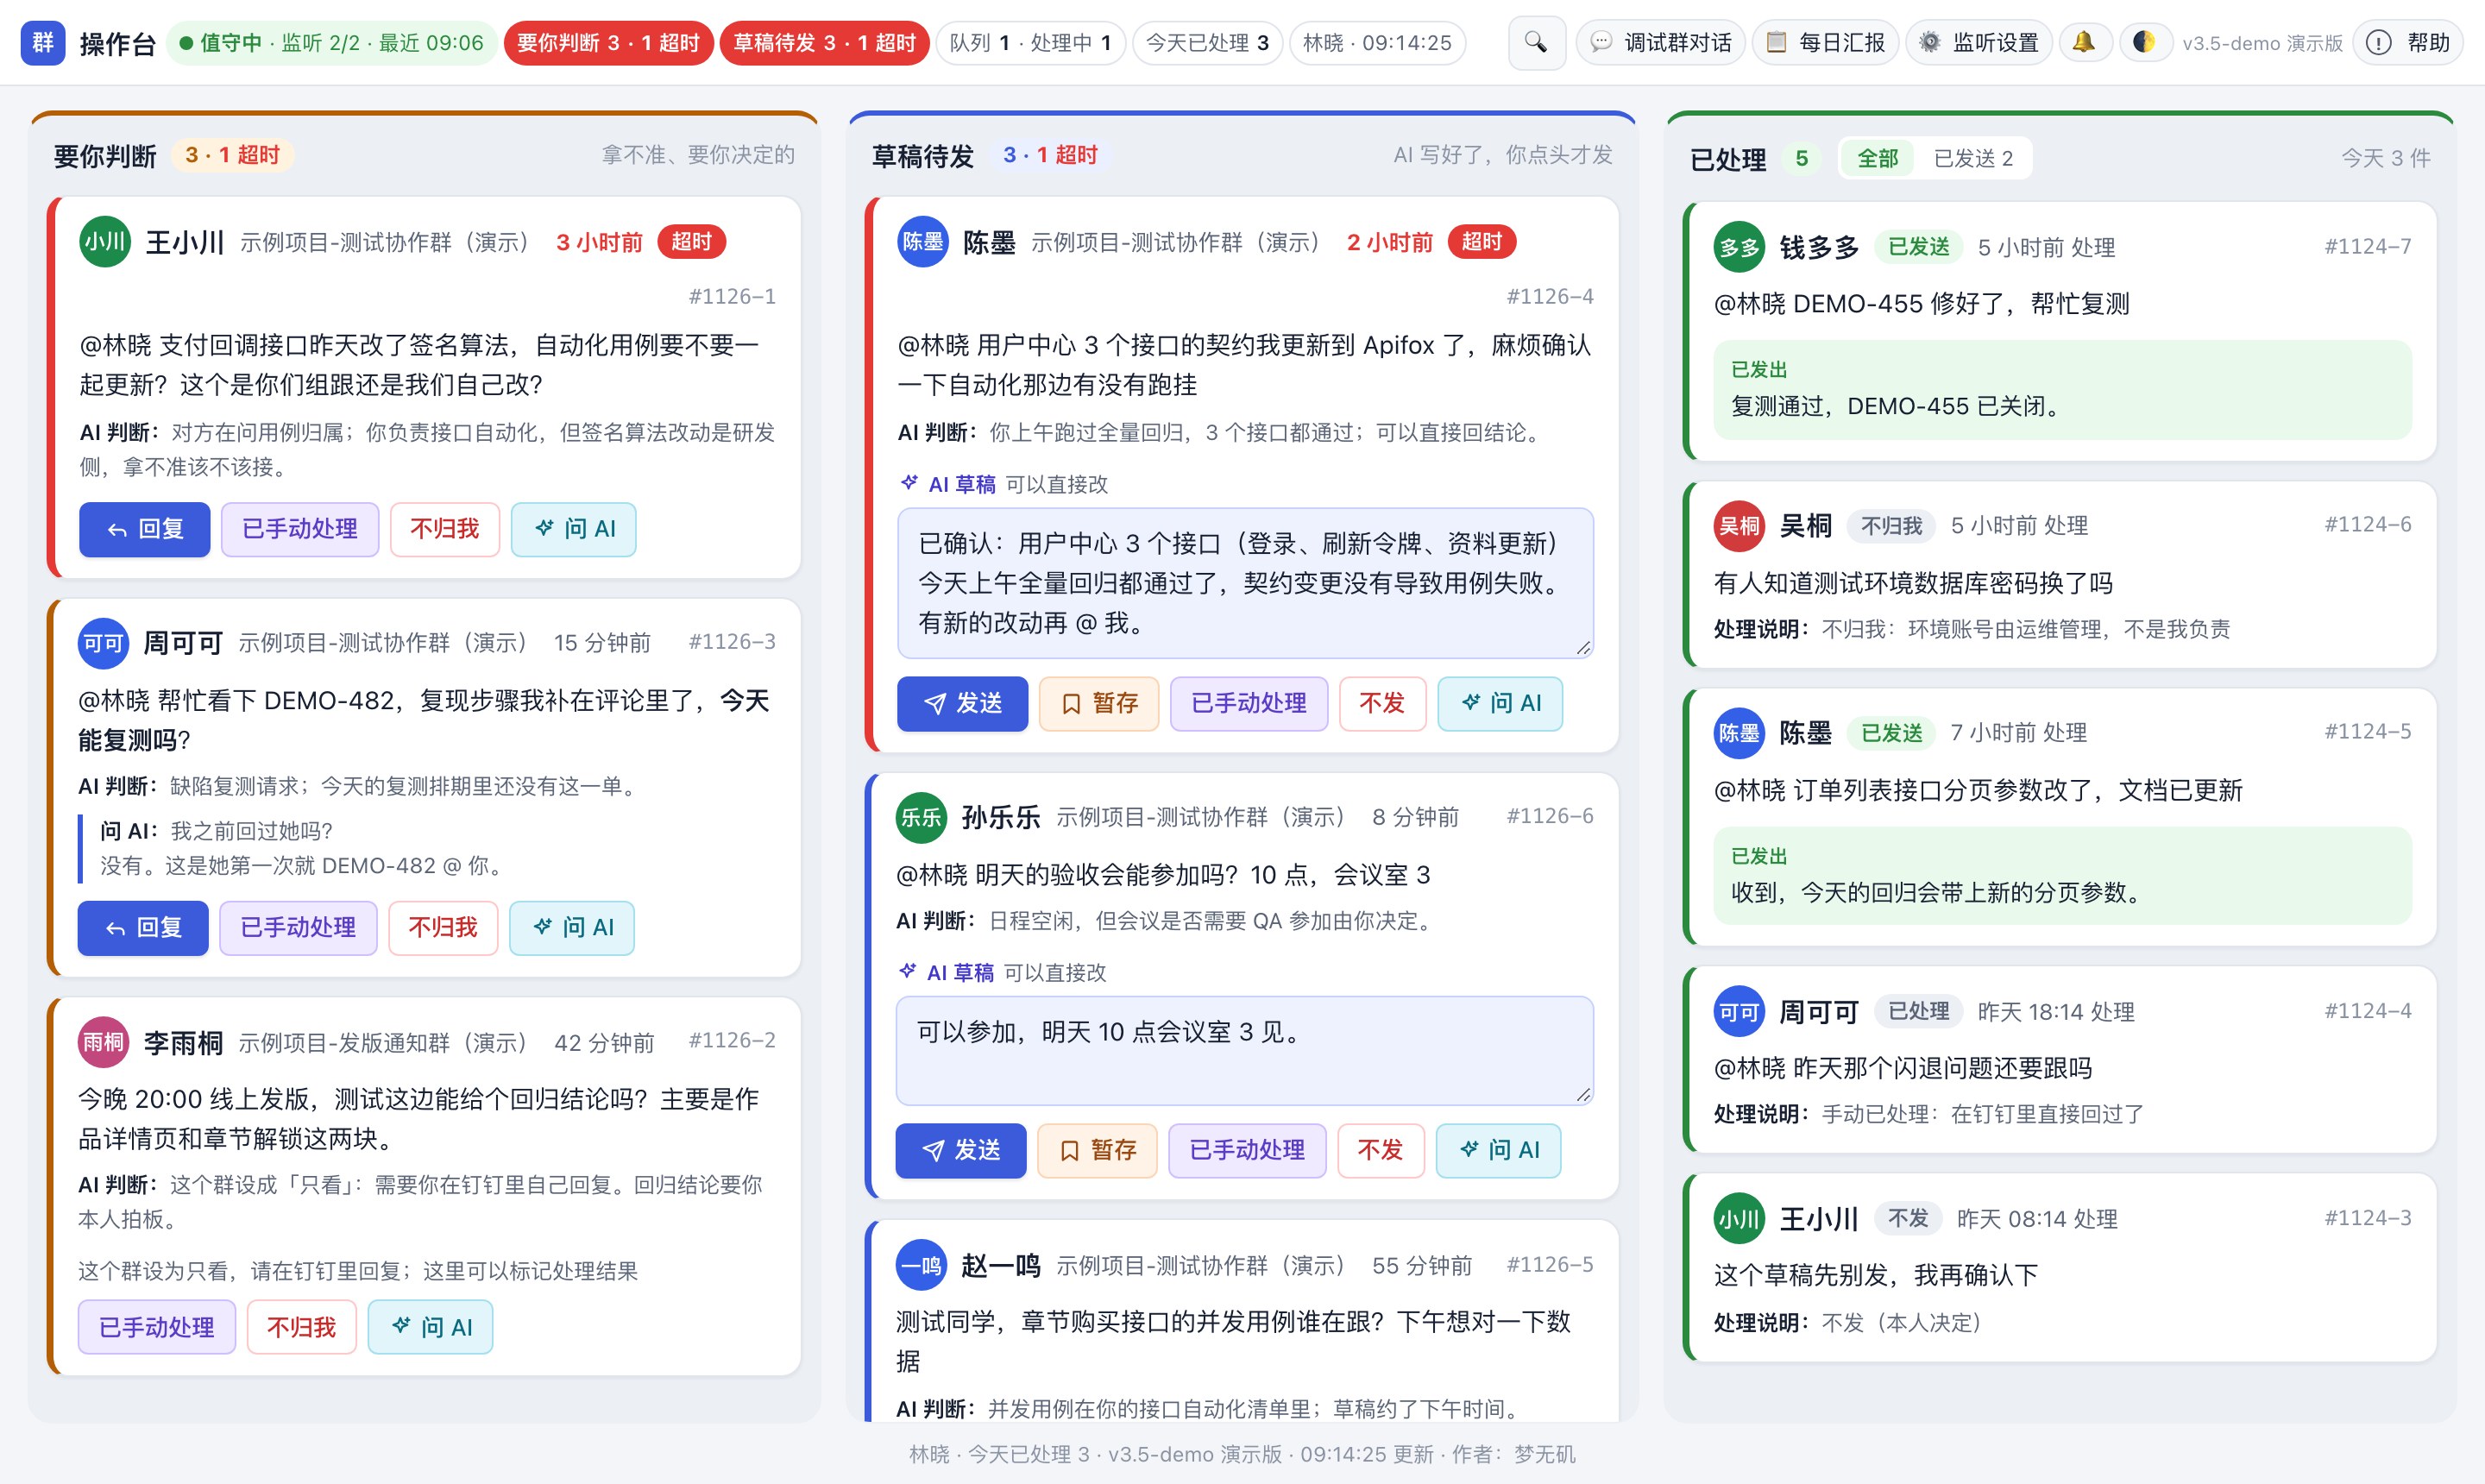 群 操作台 值守中 · 监听 2/2 · 最近 09:06 要你判断 3 · 1 超时 草稿待发 3 · 1 超时 队列 1 · 处理中 1 今天已处理 3 林晓 · 09:14:25 调试群对话 每日汇报 监听设置 v3.5-demo 演示版 帮助
要你判断 3 · 1 超时 拿不准、要你决定的
小川 王小川 示例项目-测试协作群（演示） 3 小时前 超时
#1126-1
@林晓 支付回调接口昨天改了签名算法，自动化用例要不要一
起更新？这个是你们组跟还是我们自己改？
AI 判断：对方在问用例归属；你负责接口自动化，但签名算法改动是研发
侧，拿不准该不该接。
回复 已手动处理 不归我 问 AI
可可 周可可 示例项目-测试协作群（演示） 15 分钟前 #1126-3
@林晓 帮忙看下 DEMO-482，复现步骤我补在评论里了，今天
能复测吗？
AI 判断：缺陷复测请求；今天的复测排期里还没有这一单。
问 AI：我之前回过她吗？
没有。这是她第一次就 DEMO-482 @ 你。
回复 已手动处理 不归我 问 AI
雨桐 李雨桐 示例项目-发版通知群（演示） 42 分钟前 #1126-2
今晚 20:00 线上发版，测试这边能给个回归结论吗？主要是作
品详情页和章节解锁这两块。
AI 判断：这个群设成「只看」：需要你在钉钉里自己回复。回归结论要你
本人拍板。
这个群设为只看，请在钉钉里回复；这里可以标记处理结果
已手动处理 不归我 问 AI
草稿待发 3 · 1 超时 AI 写好了，你点头才发
陈墨 陈墨 示例项目-测试协作群（演示） 2 小时前 超时
#1126-4
@林晓 用户中心 3 个接口的契约我更新到 Apifox 了，麻烦确认
一下自动化那边有没有跑挂
AI 判断：你上午跑过全量回归，3 个接口都通过；可以直接回结论。
AI 草稿 可以直接改
已确认：用户中心 3 个接口（登录、刷新令牌、资料更新）
今天上午全量回归都通过了，契约变更没有导致用例失败。
有新的改动再 @ 我。
发送 暂存 已手动处理 不发 问 AI
乐乐 孙乐乐 示例项目-测试协作群（演示） 8 分钟前 #1126-6
@林晓 明天的验收会能参加吗？10 点，会议室 3
AI 判断：日程空闲，但会议是否需要 QA 参加由你决定。
AI 草稿 可以直接改
可以参加，明天 10 点会议室 3 见。
发送 暂存 已手动处理 不发 问 AI
一鸣 赵一鸣 示例项目-测试协作群（演示） 55 分钟前 #1126-5
测试同学，章节购买接口的并发用例谁在跟？下午想对一下数
据
AI 判断：并发用例在你的接口自动化清单里；草稿约了下午时间。
已处理 5 全部 已发送 2 今天 3 件
多多 钱多多 已发送 5 小时前 处理 #1124-7
@林晓 DEMO-455 修好了，帮忙复测
已发出
复测通过，DEMO-455 已关闭。
吴桐 吴桐 不归我 5 小时前 处理 #1124-6
有人知道测试环境数据库密码换了吗
处理说明：不归我：环境账号由运维管理，不是我负责
陈墨 陈墨 已发送 7 小时前 处理 #1124-5
@林晓 订单列表接口分页参数改了，文档已更新
已发出
收到，今天的回归会带上新的分页参数。
可可 周可可 已处理 昨天 18:14 处理 #1124-4
@林晓 昨天那个闪退问题还要跟吗
处理说明：手动已处理：在钉钉里直接回过了
小川 王小川 不发 昨天 08:14 处理 #1124-3
这个草稿先别发，我再确认下
处理说明：不发（本人决定）
林晓 · 今天已处理 3 · v3.5-demo 演示版 · 09:14:25 更新 · 作者：梦无矶